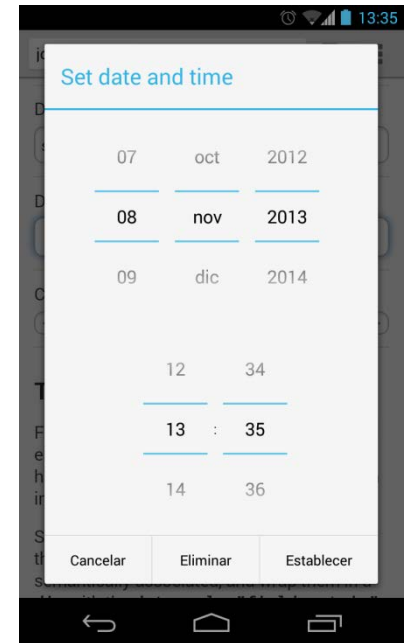 13:35
Set date and time
07 oct 2012
08 nov 2013
09 dic 2014
12 34
13 : 35
14 36
Cancelar Eliminar Establecer